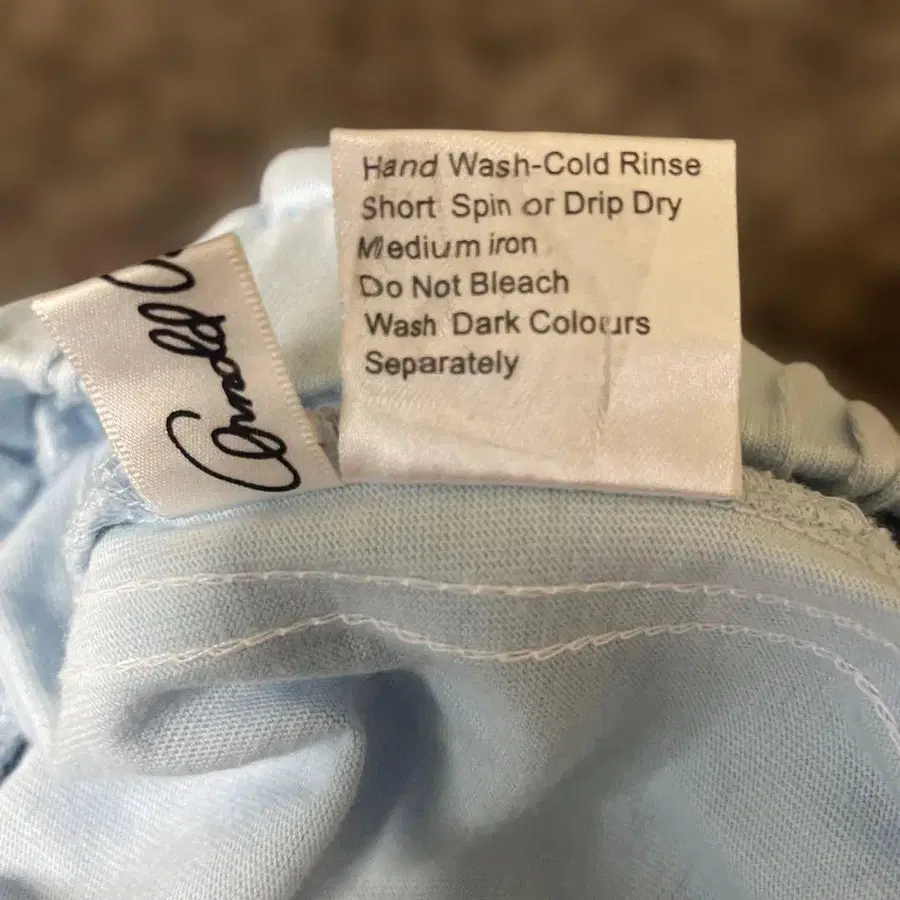 Hand Wash-Cold Rinse
Short Spin or Drip Dry
Medium iron
Do Not Bleach
Wash Dark Colours
Separately